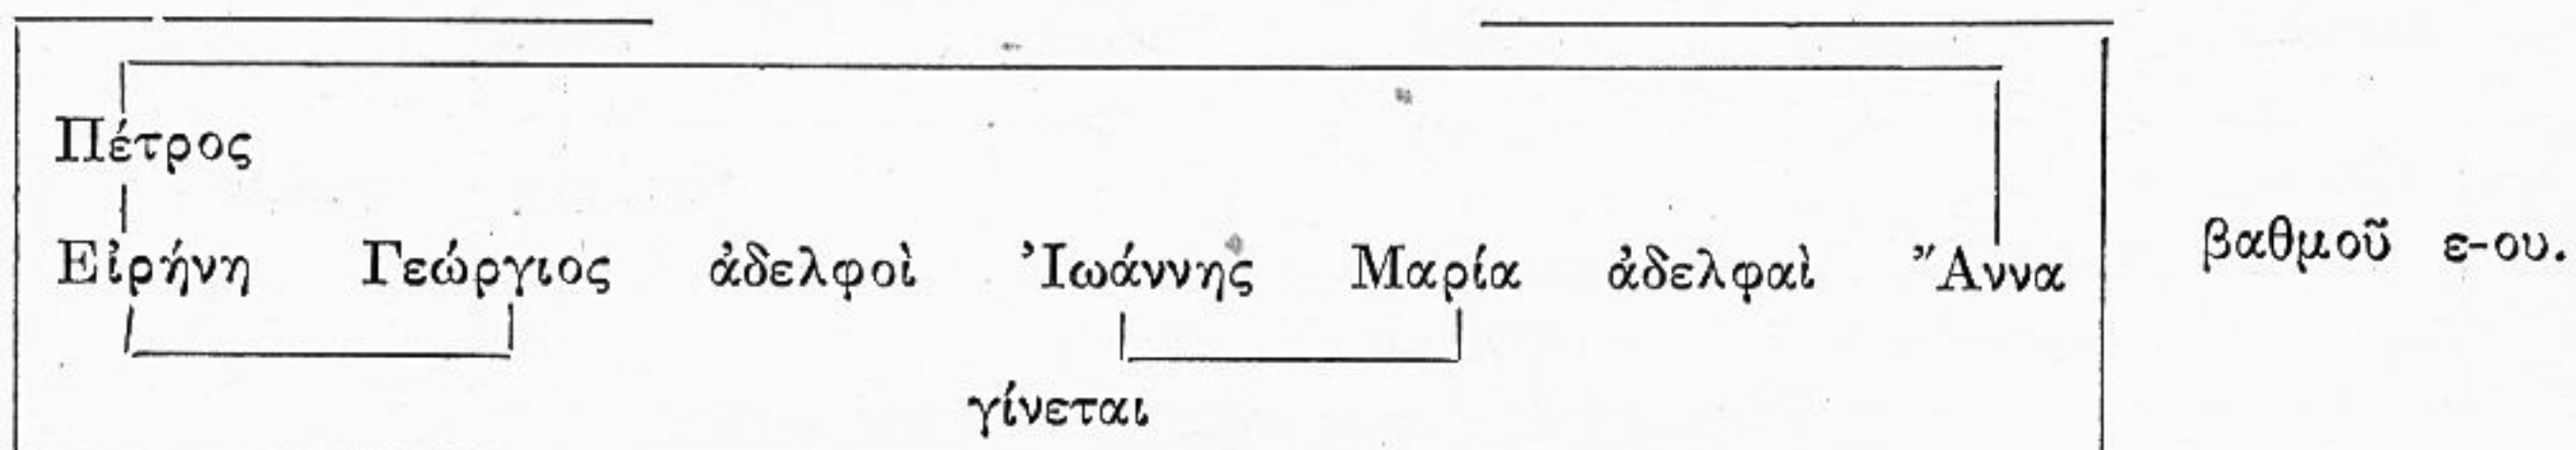 Πέτρος
Εἰρήνη Γεώργιος ἀδελφοὶ Ἰωάννης Μαρία ἀδελφαὶ Ἄννα βαθμοῦ ε-ου.
γίνεται